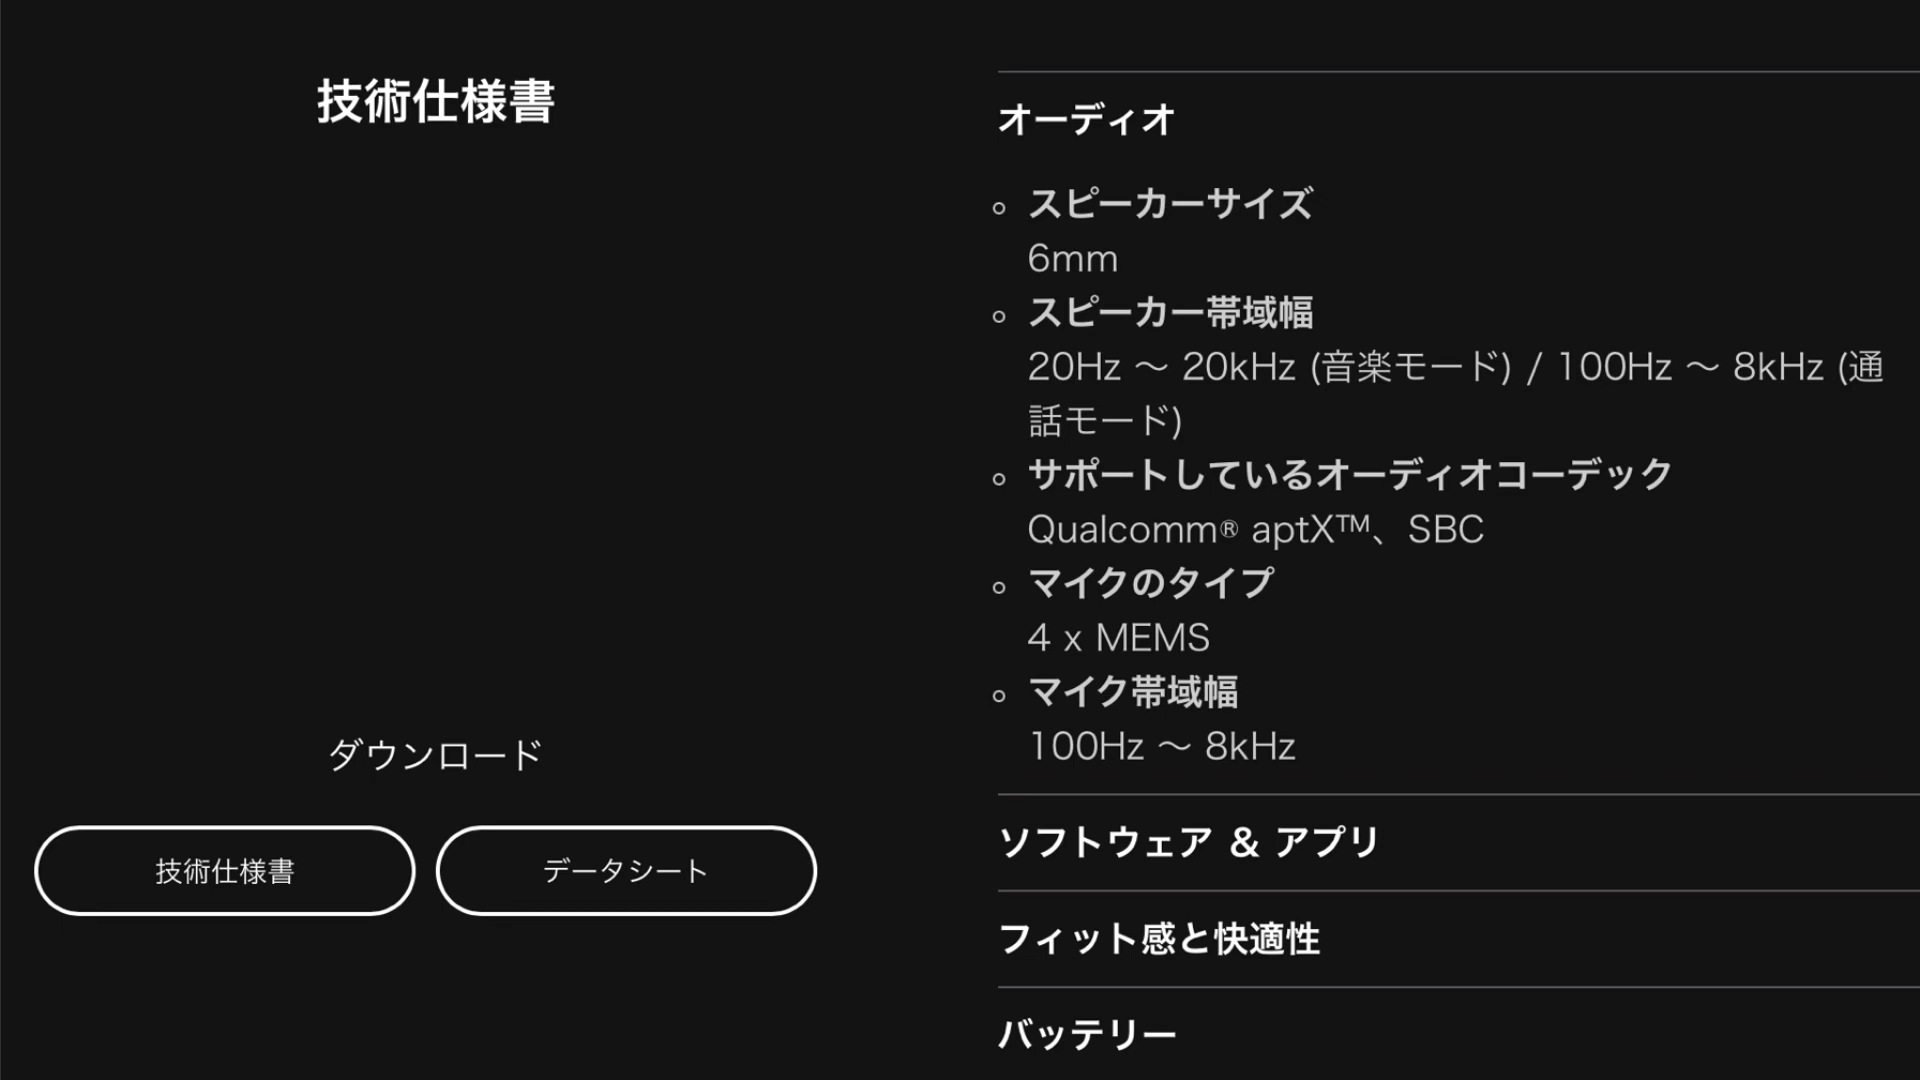 技術仕様書
ダウンロード
技術仕様書
データシート
オーディオ
スピーカーサイズ
6mm
スピーカー帯域幅
20Hz ～ 20kHz (音楽モード) / 100Hz ～ 8kHz (通
話モード)
サポートしているオーディオコーデック
Qualcomm® aptX™、SBC
マイクのタイプ
4 x MEMS
マイク帯域幅
100Hz ～ 8kHz
ソフトウェア & アプリ
フィット感と快適性
バッテリー